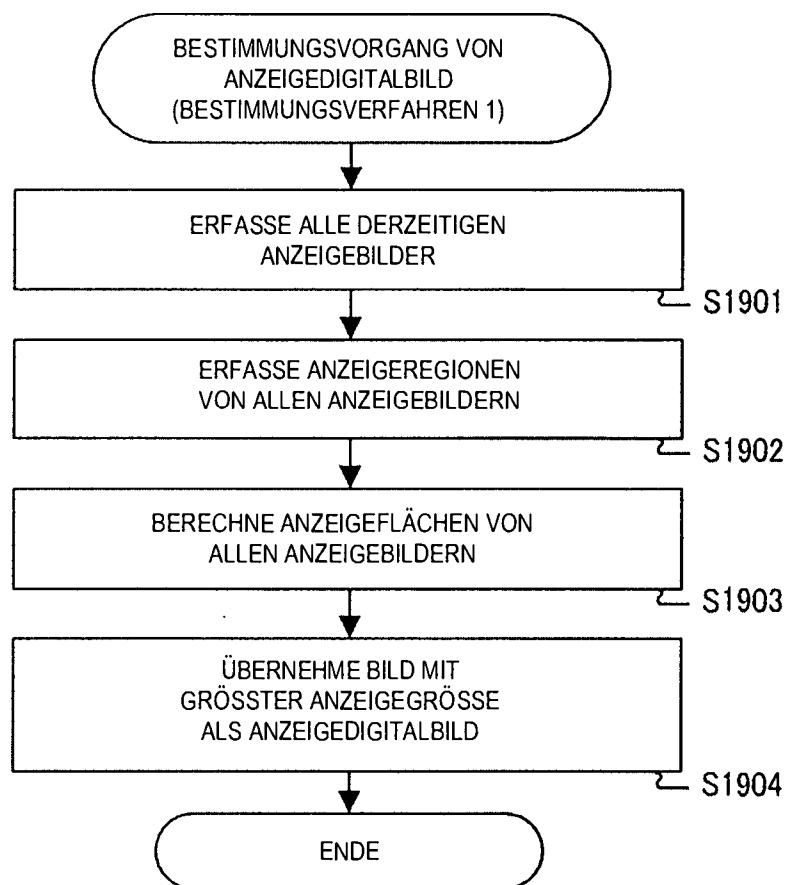 BESTIMMUNGSVORGANG VON
ANZEIGEDIGITALBILD
(BESTIMMUNGSVERFAHREN 1)
ERFASSE ALLE DERZEITIGEN
ANZEIGEBILDER
S1901
ERFASSE ANZEIGEREGIONEN
VON ALLEN ANZEIGEBILDERN
S1902
BERECHNE ANZEIGEFLÄCHEN VON
ALLEN ANZEIGEBILDERN
S1903
ÜBERNEHME BILD MIT
GRÖSSTER ANZEIGEGRÖSSE
ALS ANZEIGEDIGITALBILD
S1904
ENDE